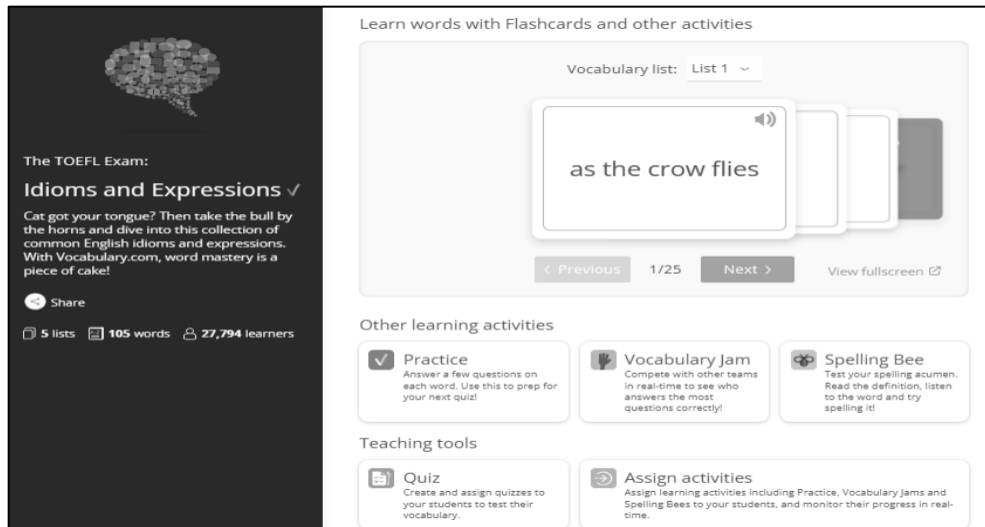 The TOEFL Exam:
Idioms and Expressions ✓
Cat got your tongue? Then take the bull by
the horns and dive into this collection of
common English idioms and expressions.
With Vocabulary.com, word mastery is a
piece of cake!
Share
5 lists 105 words 27,794 learners
Learn words with Flashcards and other activities
Vocabulary list: List 1
as the crow flies
< Previous 1/25 Next > View fullscreen
Other learning activities
Practice
Answer a few questions on
each word. Use this to prep for
your next quiz!
Vocabulary Jam
Compete with other teams
in real-time to see who
answers the most
questions correctly!
Spelling Bee
Test your spelling acumen.
Read the definition, listen
to the word and try
spelling it!
Teaching tools
Quiz
Create and assign quizzes to
your students to test their
vocabulary.
Assign activities
Assign learning activities including Practice, Vocabulary Jams and
Spelling Bees to your students, and monitor their progress in real-
time.